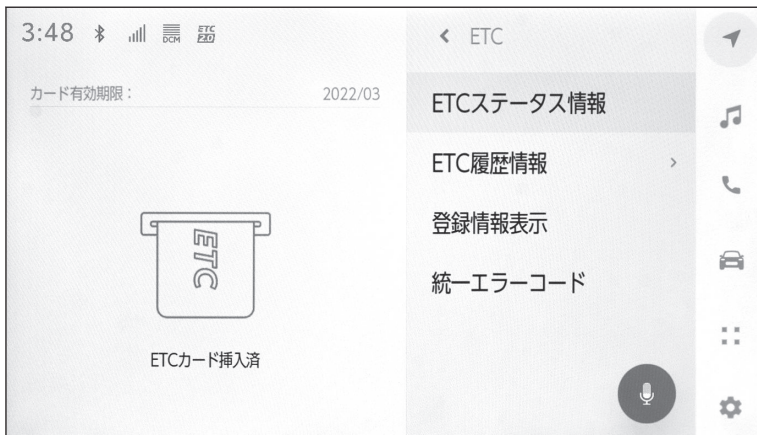 3:48
DCM
ETC
2.0
カード有効期限： 2022/03
ETC
ETCカード挿入済
ETC
ETCステータス情報
ETC履歴情報
登録情報表示
統一エラーコード